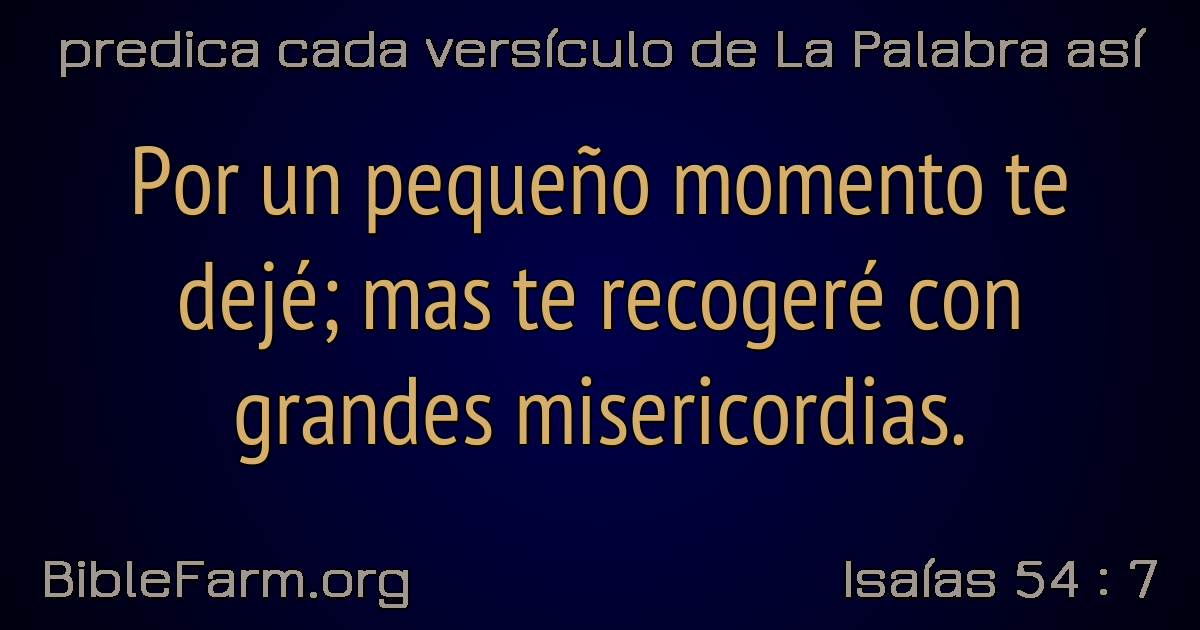 predica cada versículo de La Palabra así
Por un pequeño momento te
dejé; mas te recogeré con
grandes misericordias.
BibleFarm.org
Isaías 54 : 7